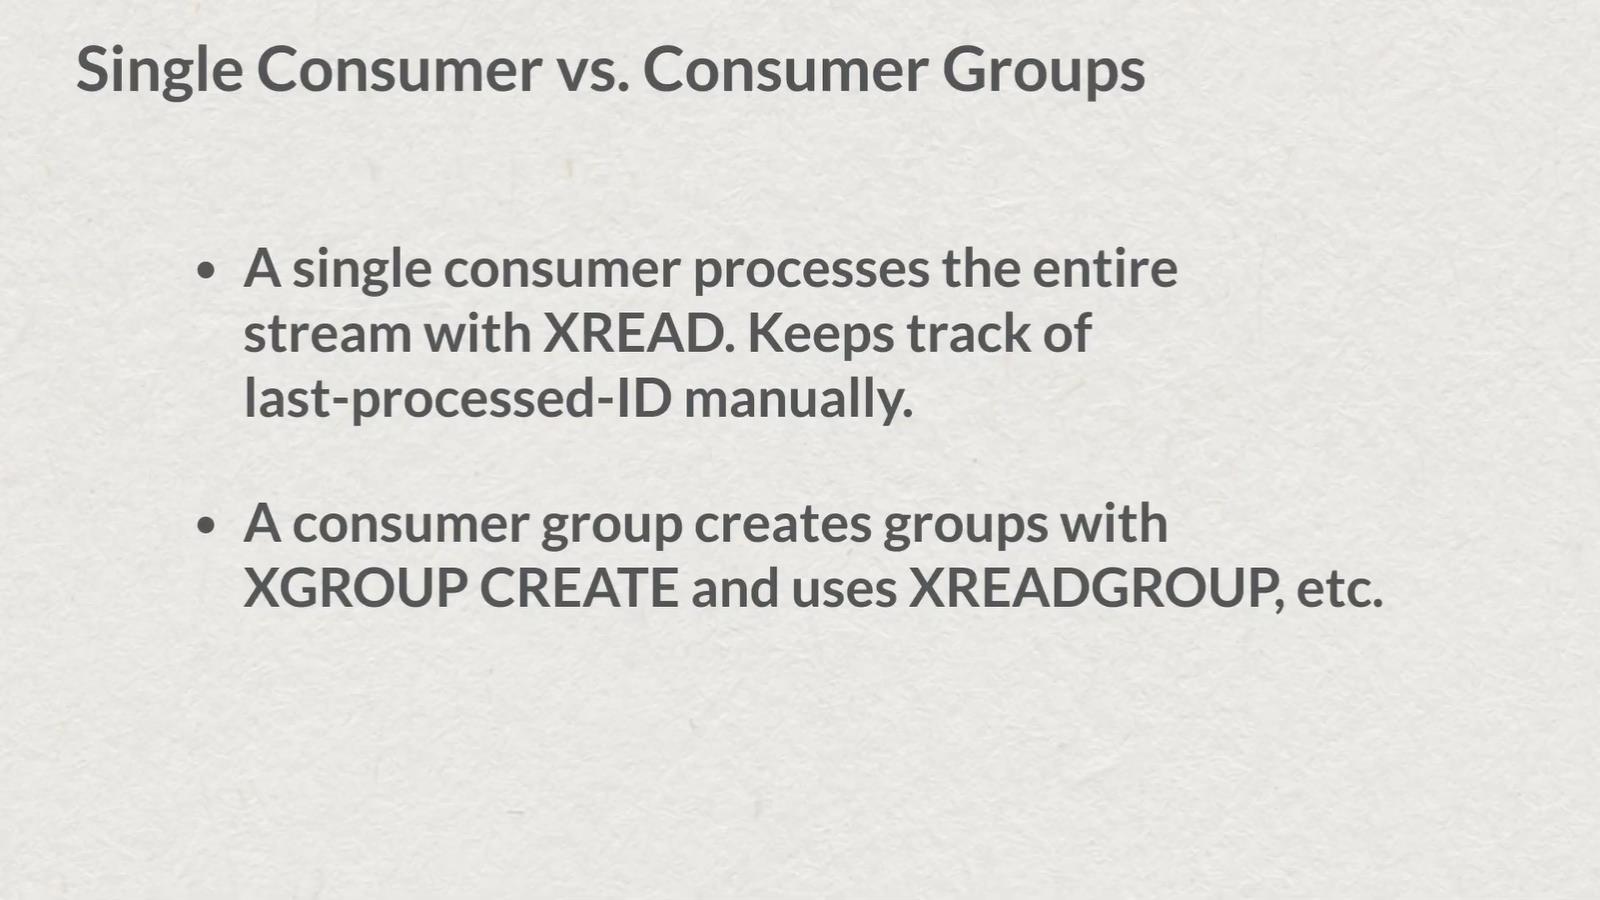 Single Consumer vs. Consumer Groups
• A single consumer processes the entire
stream with XREAD. Keeps track of
last-processed-ID manually.
• A consumer group creates groups with
XGROUP CREATE and uses XREADGROUP, etc.